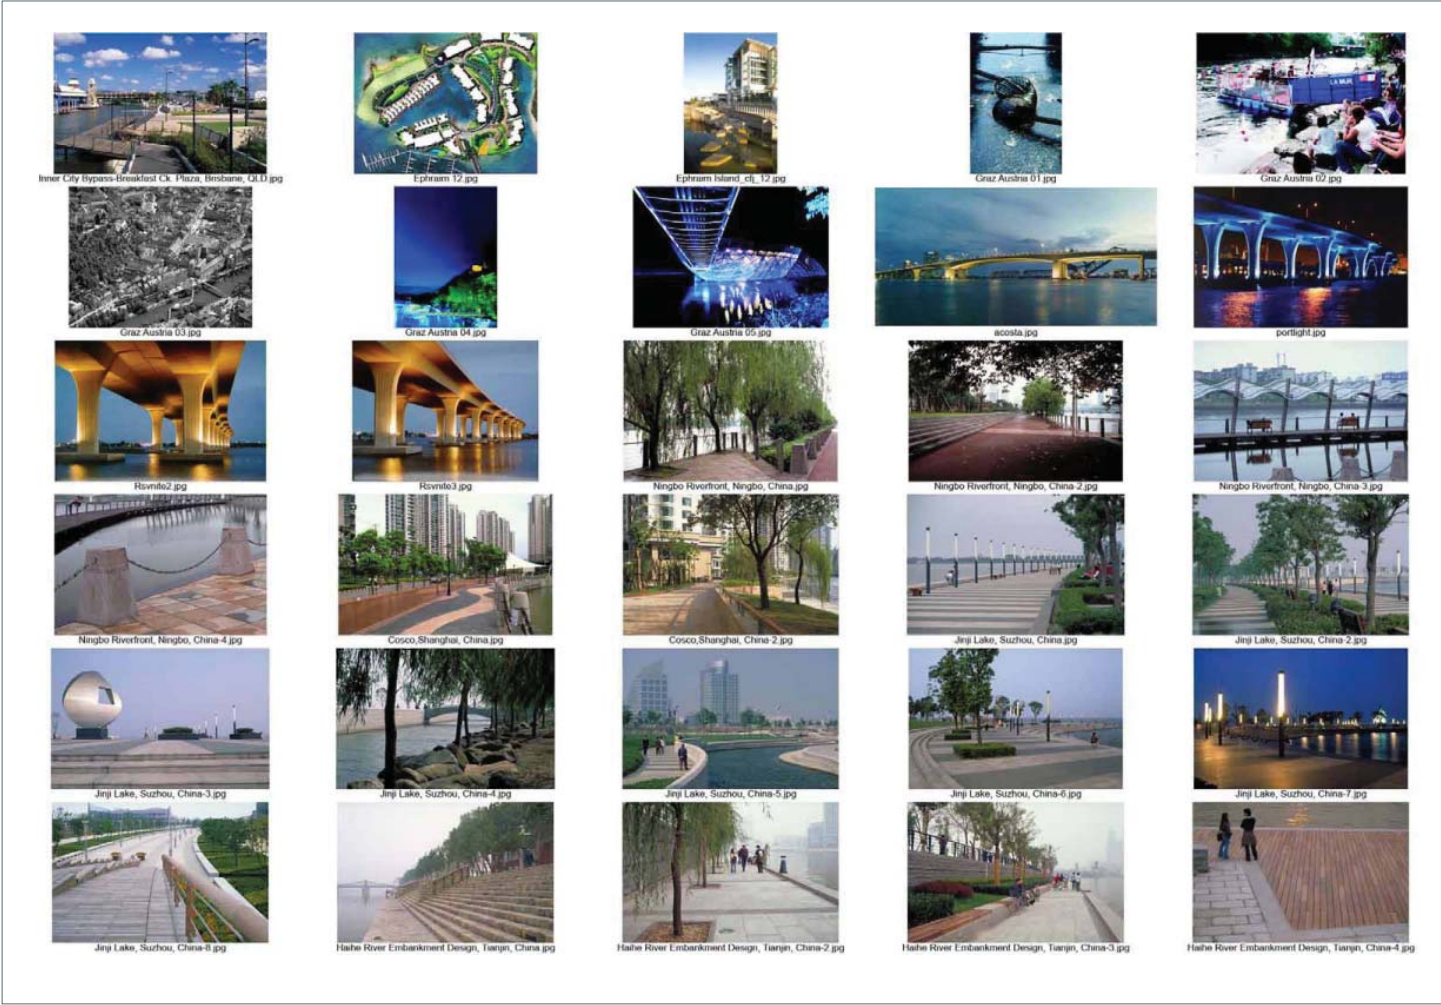 Inner City Bypass-Breakfast Ck. Plaza, Brisbane, QLD.jpg
Ephraim 12.jpg
Ephraim Island_efj_12.jpg
Graz Austria 01.jpg
LA MUR
Graz Austria 02.jpg
Graz Austria 03.jpg
Graz Austria 04.jpg
Graz Austria 05.jpg
acosta.jpg
portlight.jpg
Rsvnite2.jpg
Rsvnite3.jpg
Ningbo Riverfront, Ningbo, China.jpg
Ningbo Riverfront, Ningbo, China-2.jpg
Ningbo Riverfront, Ningbo, China-3.jpg
Ningbo Riverfront, Ningbo, China-4.jpg
Cosco,Shanghai, China.jpg
Cosco,Shanghai, China-2.jpg
Jinji Lake, Suzhou, China.jpg
Jinji Lake, Suzhou, China-2.jpg
Jinji Lake, Suzhou, China-3.jpg
Jinji Lake, Suzhou, China-4.jpg
Jinji Lake, Suzhou, China-5.jpg
Jinji Lake, Suzhou, China-6.jpg
Jinji Lake, Suzhou, China-7.jpg
Jinji Lake, Suzhou, China-8.jpg
Haihe River Embankment Design, Tianjin, China.jpg
Haihe River Embankment Design, Tianjin, China-2.jpg
Haihe River Embankment Design, Tianjin, China-3.jpg
Haihe River Embankment Design, Tianjin, China-4.jpg